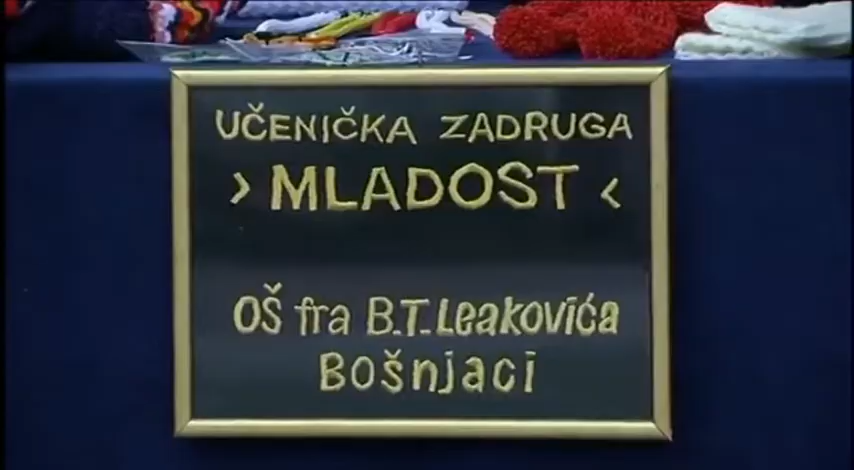 UČENIČKA ZADRUGA
› MLADOST ‹
OŠ fra B.T. Leakovića
Bošnjaci